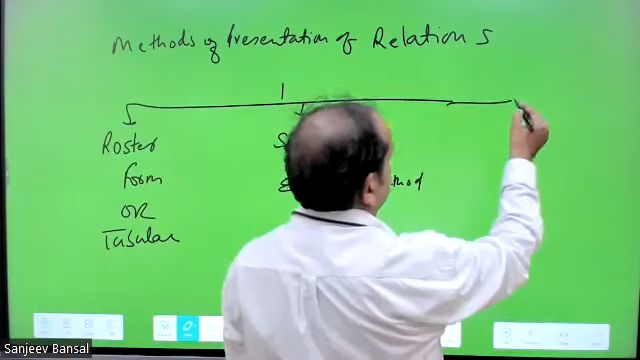 Methods of Presentation of Relations
Roster
form
OR
Tabular
Sanjeev Bansal